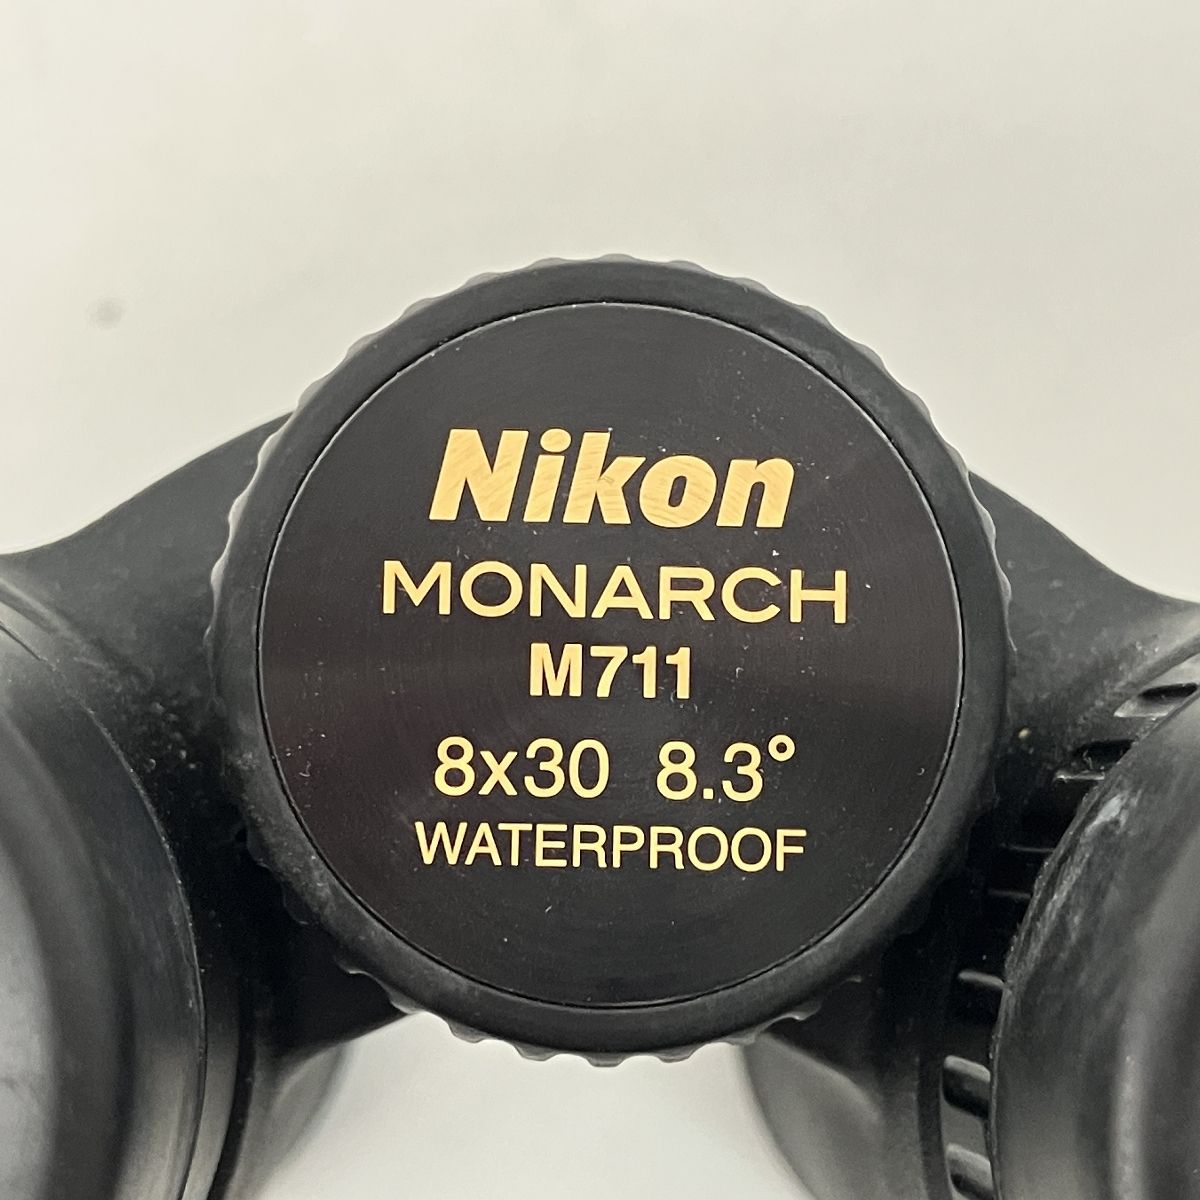 Nikon
MONARCH
M711
8x30 8.3°
WATERPROOF